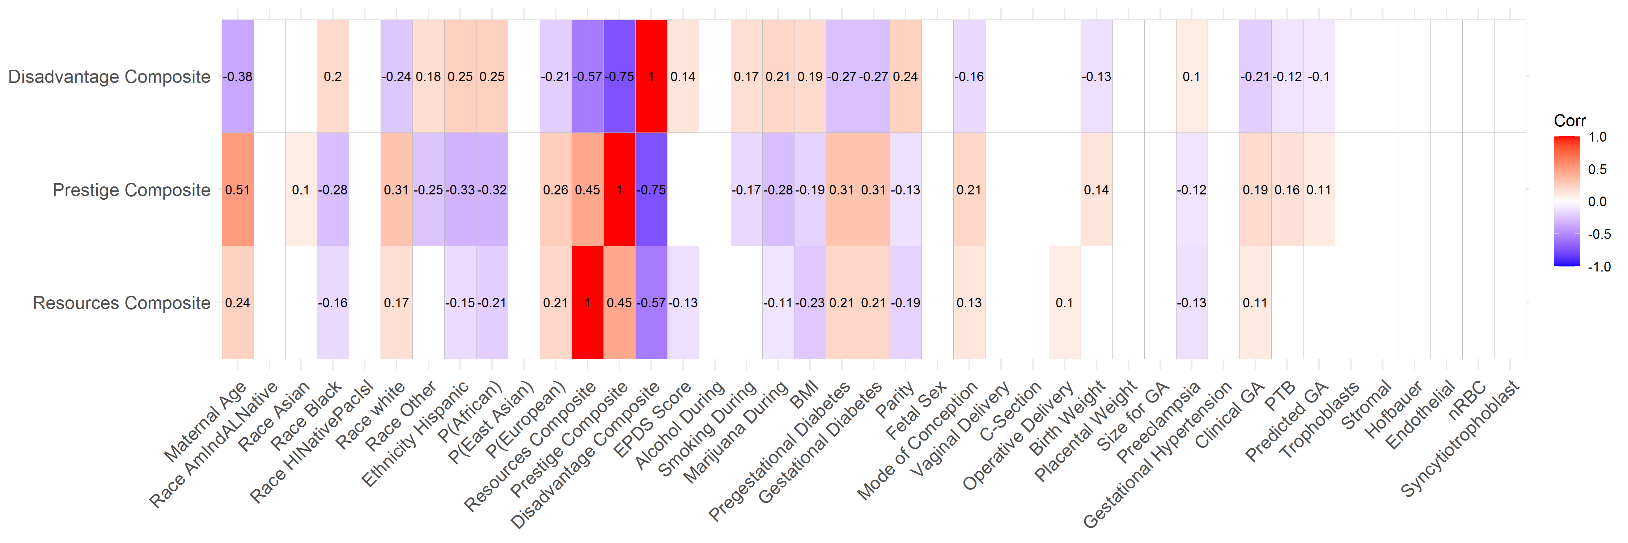 Disadvantage Composite
-0.38 0.2 -0.24 0.18 0.25 0.25 -0.21 -0.57 -0.75 1 0.14 0.17 0.21 0.19 -0.27 -0.27 0.24 -0.16 -0.13 0.1 -0.21 -0.12 -0.1
Prestige Composite
0.51 0.1 -0.28 0.31 -0.25 -0.33 -0.32 0.26 0.45 1 -0.75 -0.17 -0.28 -0.19 0.31 0.31 -0.13 0.21 0.14 -0.12 0.19 0.16 0.11
Resources Composite
0.24 -0.16 0.17 -0.15 -0.21 0.21 1 0.45 -0.57 -0.13 -0.11 -0.23 0.21 0.21 -0.19 0.13 0.1 -0.13 0.11
Maternal Age
Race AmIndALNative
Race Asian
Race Black
Race HINativePacIsl
Race white
Race Other
Ethnicity Hispanic
P(African)
P(East Asian)
P(European)
Resources Composite
Prestige Composite
Disadvantage Composite
EPDS Score
Alcohol During
Smoking During
Marijuana During
BMI
Pregestational Diabetes
Gestational Diabetes
Parity
Fetal Sex
Mode of Conception
Vaginal Delivery
C-Section
Operative Delivery
Birth Weight
Placental Weight
Size for GA
Preeclampsia
Gestational Hypertension
Clinical GA
PTB
Predicted GA
Trophoblasts
Stromal
Hofbauer
Endothelial
nRBC
Syncytiotrophoblast
Corr
1.0
0.5
0.0
-0.5
-1.0